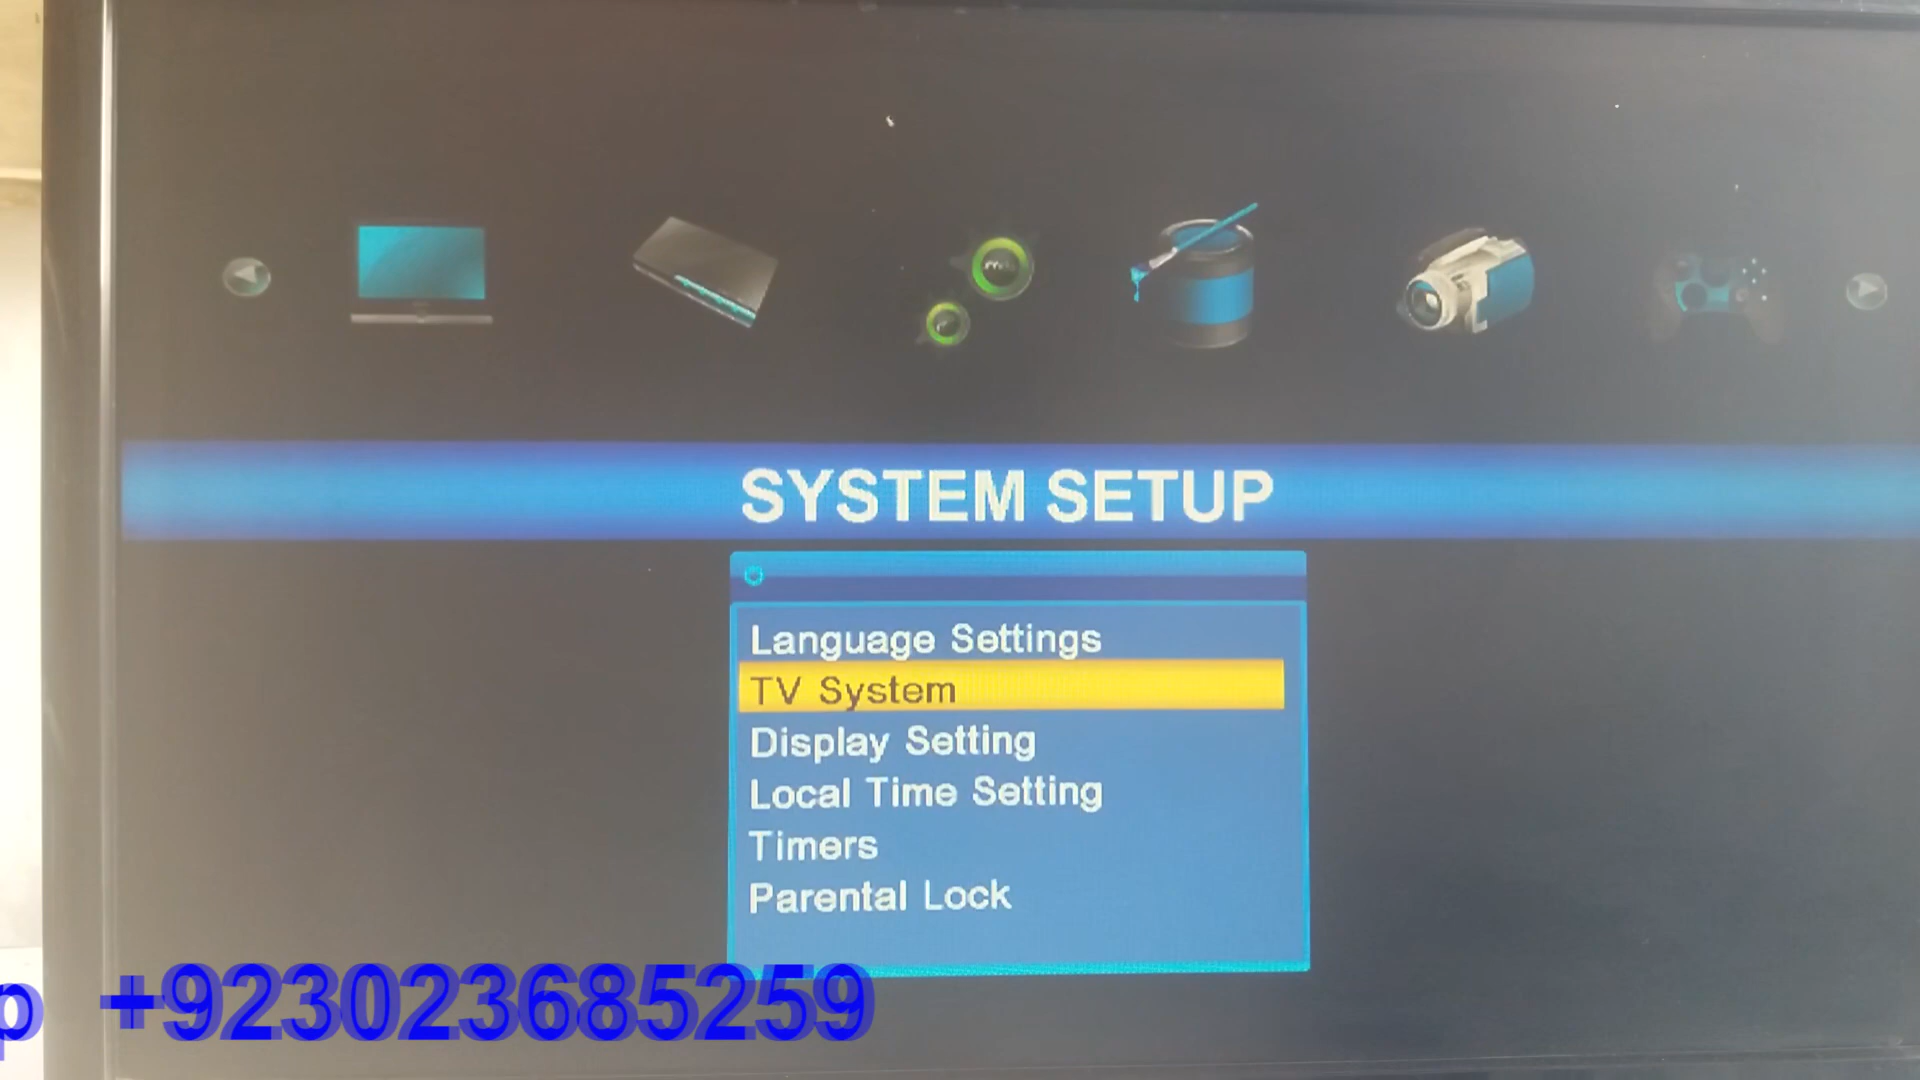 SYSTEM SETUP
Language Settings
TV System
Display Setting
Local Time Setting
Timers
Parental Lock
p +923023685259